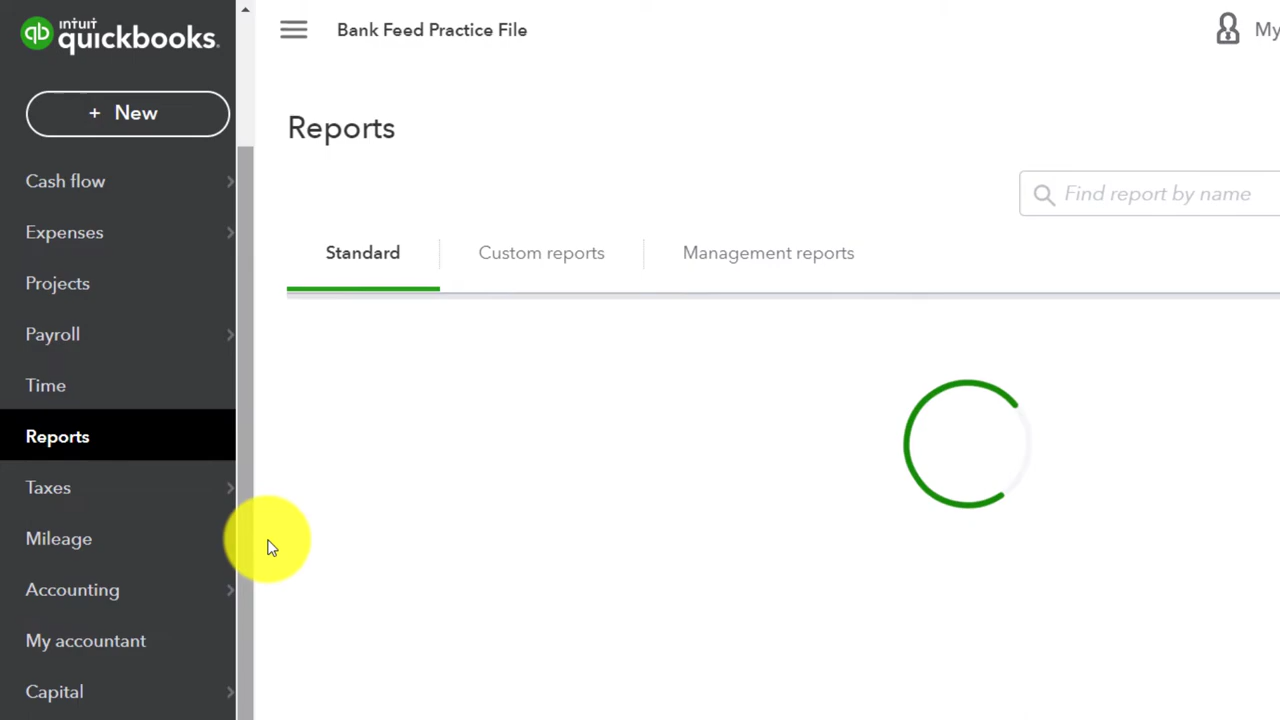 intuit
quickbooks.
Bank Feed Practice File
My
+ New
Reports
Find report by name
Standard
Custom reports
Management reports
Cash flow
Expenses
Projects
Payroll
Time
Reports
Taxes
Mileage
Accounting
My accountant
Capital